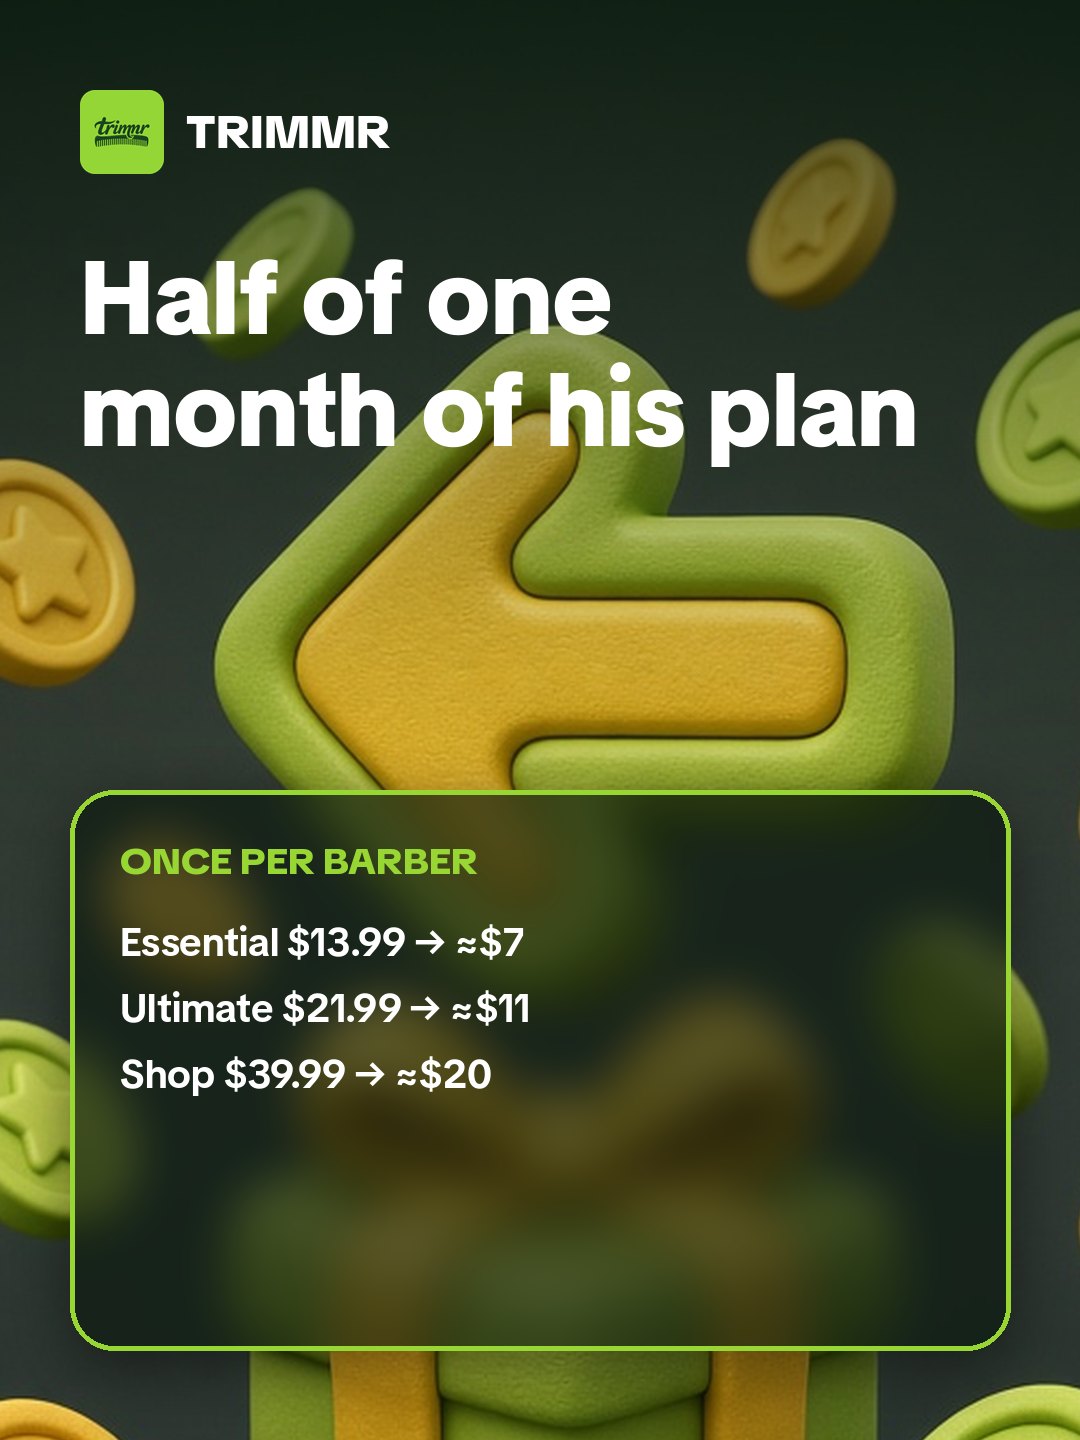 trimmr
TRIMMR
Half of one
month of his plan
ONCE PER BARBER
Essential $13.99 → ≈$7
Ultimate $21.99 → ≈$11
Shop $39.99 → ≈$20